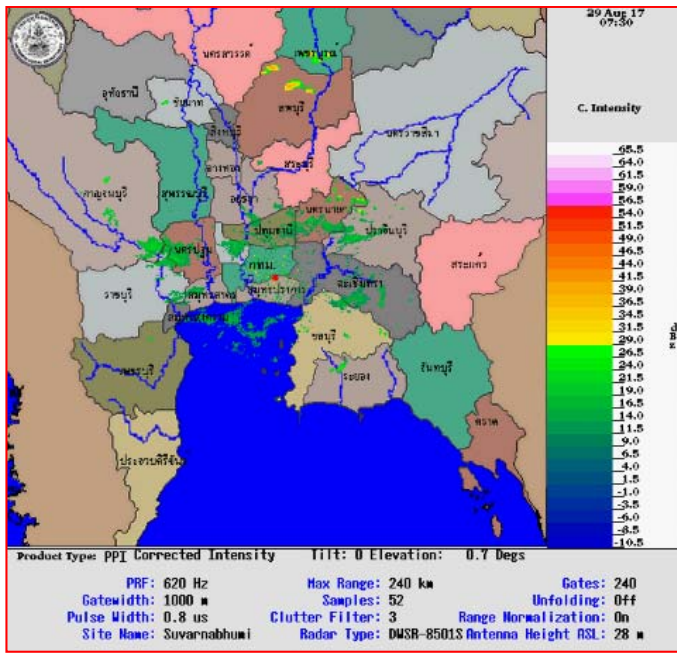 29 Aug 17
07:30
C. Intensity
นครสวรรค์
เพชรบูรณ์
อุทัยธานี
ชัยนาท
ลพบุรี
สิงห์บุรี
นครราชสีมา
อ่างทอง
สระบุรี
กาญจนบุรี
สุพรรณบุรี
อยุธยา
นครนายก
ปทุมธานี
ปราจีนบุรี
นครปฐม
กทม.
สระแก้ว
ราชบุรี
สมุทรสาคร
สมุทรปราการ
ฉะเชิงเทรา
ชลบุรี
เพชรบุรี
ระยอง
จันทบุรี
ตราด
ประจวบคีรีขันธ์
65.5
64.0
61.5
59.0
56.5
54.0
49.0
46.5
44.0
41.5
39.0
36.5
34.0
31.5
29.0
26.5
24.0
21.5
19.0
16.5
14.0
11.5
9.0
6.5
4.0
1.5
-1.0
-3.5
-6.0
-8.5
-10.5
Product Type: PPI Corrected Intensity Tilt: 0 Elevation: 0.7 Degs
PRF: 620 Hz Max Range: 240 km Gates: 240
Gatewidth: 1000 m Samples: 52 Unfolding: Off
Pulse Width: 0.8 us Clutter Filter: 3 Range Normalization: On
Site Name: Suvarnabhumi Radar Type: DWSR-8501S Antenna Height ASL: 28 m